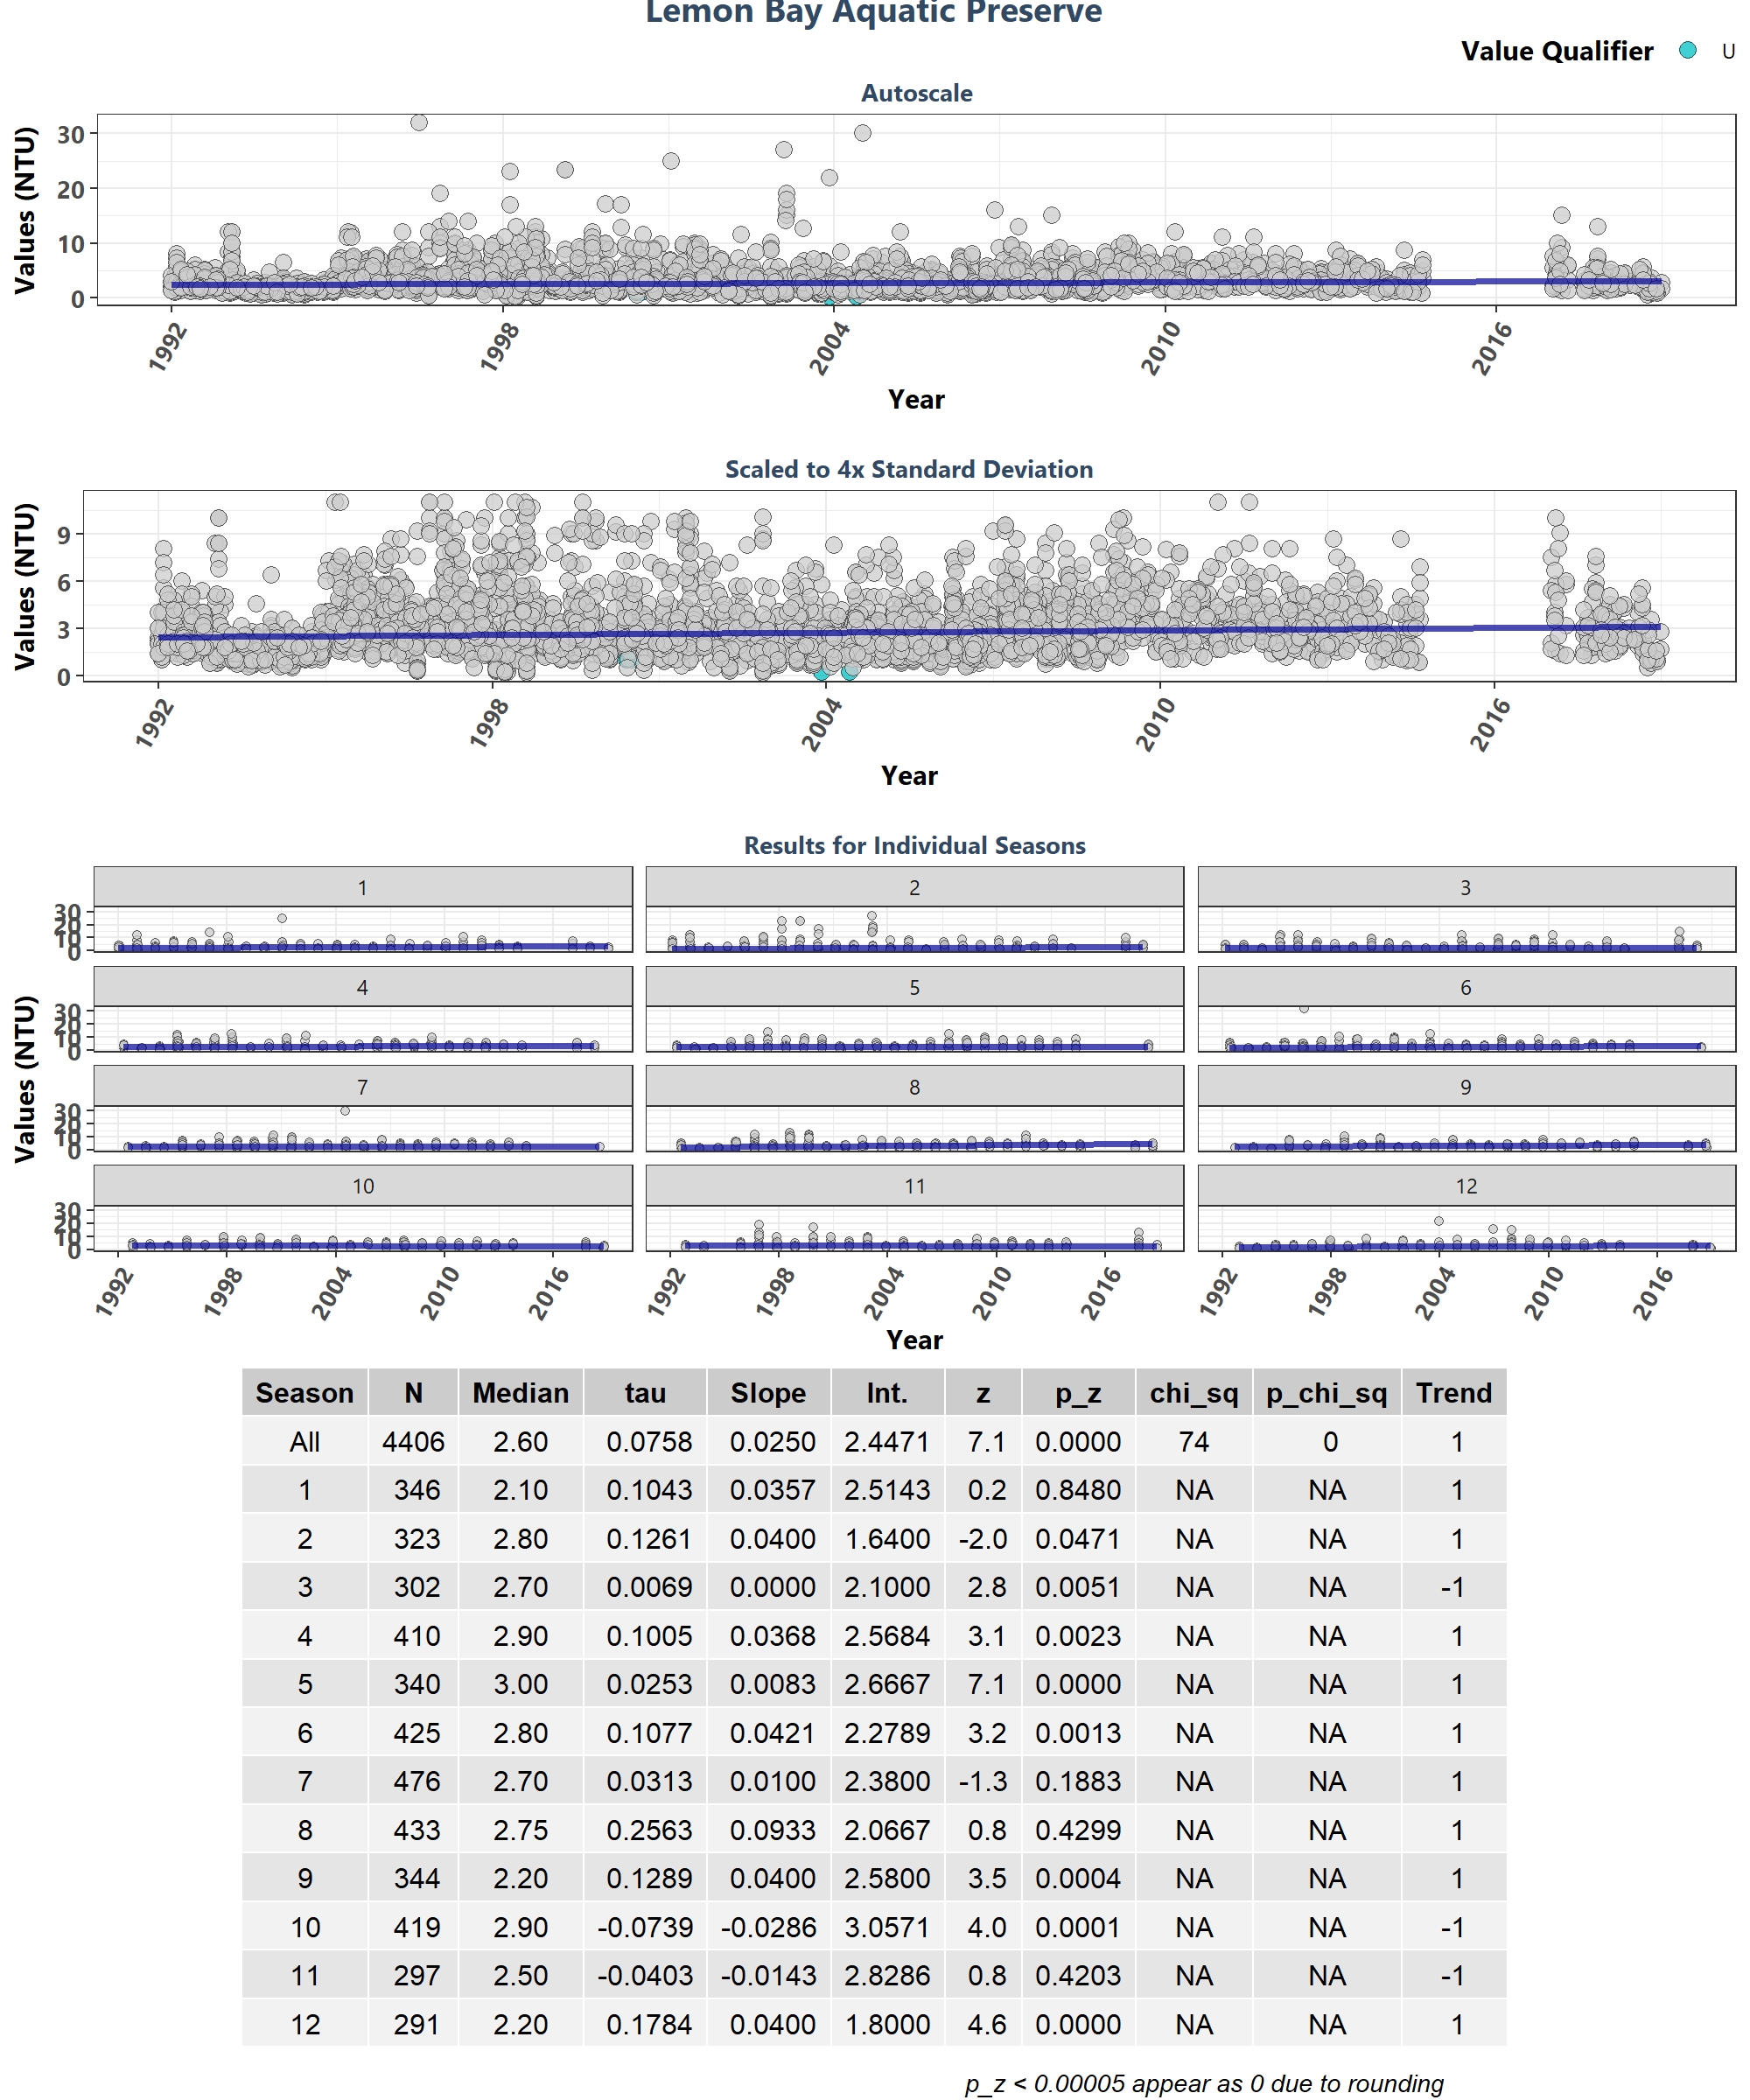 Lemon Bay Aquatic Preserve
Value Qualifier U
Autoscale
Values (NTU)
30
20
10
0
1992 1998 2004 2010 2016
Year
Scaled to 4x Standard Deviation
Values (NTU)
9
6
3
0
1992 1998 2004 2010 2016
Year
Results for Individual Seasons
Values (NTU)
1 2 3
30
20
10
0
4 5 6
30
20
10
0
7 8 9
30
20
10
0
10 11 12
30
20
10
0
1992 1998 2004 2010 2016 1992 1998 2004 2010 2016 1992 1998 2004 2010 2016
Year
Season N Median tau Slope Int. z p_z chi_sq p_chi_sq Trend
All 4406 2.60 0.0758 0.0250 2.4471 7.1 0.0000 74 0 1
1 346 2.10 0.1043 0.0357 2.5143 0.2 0.8480 NA NA 1
2 323 2.80 0.1261 0.0400 1.6400 -2.0 0.0471 NA NA 1
3 302 2.70 0.0069 0.0000 2.1000 2.8 0.0051 NA NA -1
4 410 2.90 0.1005 0.0368 2.5684 3.1 0.0023 NA NA 1
5 340 3.00 0.0253 0.0083 2.6667 7.1 0.0000 NA NA 1
6 425 2.80 0.1077 0.0421 2.2789 3.2 0.0013 NA NA 1
7 476 2.70 0.0313 0.0100 2.3800 -1.3 0.1883 NA NA 1
8 433 2.75 0.2563 0.0933 2.0667 0.8 0.4299 NA NA 1
9 344 2.20 0.1289 0.0400 2.5800 3.5 0.0004 NA NA 1
10 419 2.90 -0.0739 -0.0286 3.0571 4.0 0.0001 NA NA -1
11 297 2.50 -0.0403 -0.0143 2.8286 0.8 0.4203 NA NA -1
12 291 2.20 0.1784 0.0400 1.8000 4.6 0.0000 NA NA 1
p_z < 0.00005 appear as 0 due to rounding